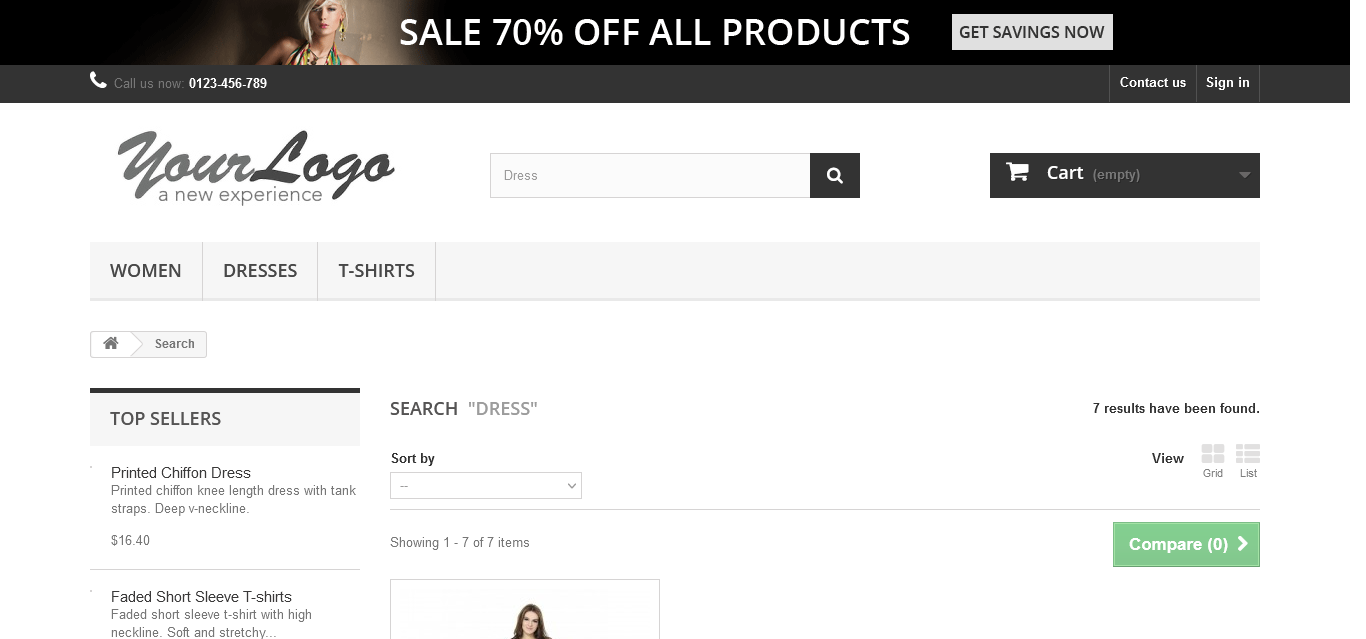 SALE 70% OFF ALL PRODUCTS
GET SAVINGS NOW
Call us now: 0123-456-789
Contact us
Sign in
YourLogo
a new experience
Dress
Cart (empty)
WOMEN
DRESSES
T-SHIRTS
Search
TOP SELLERS
Printed Chiffon Dress
Printed chiffon knee length dress with tank
straps. Deep v-neckline.
$16.40
Faded Short Sleeve T-shirts
Faded short sleeve t-shirt with high
neckline. Soft and stretchy...
SEARCH "DRESS"
7 results have been found.
Sort by
--
View
Grid
List
Showing 1 - 7 of 7 items
Compare (0)